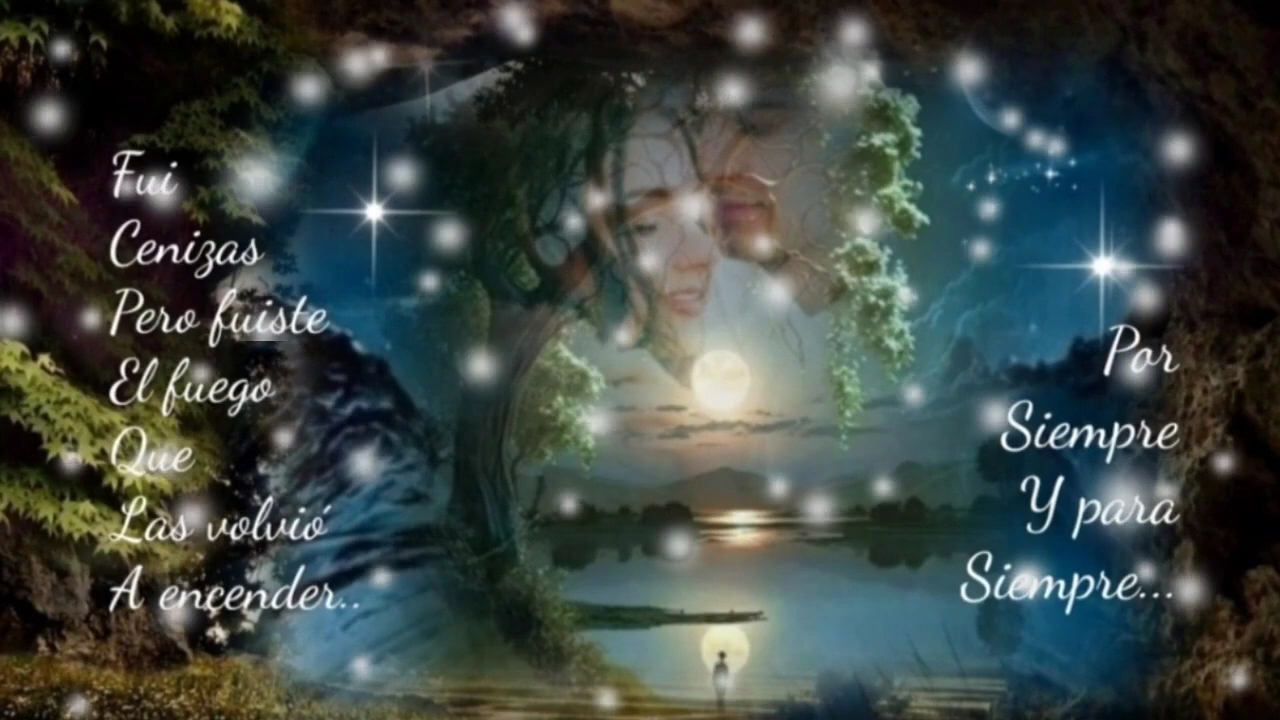 Fui
Cenizas
Pero fuiste
El fuego
Que
Las volvió
A encender..
Por
Siempre
Y para
Siempre...